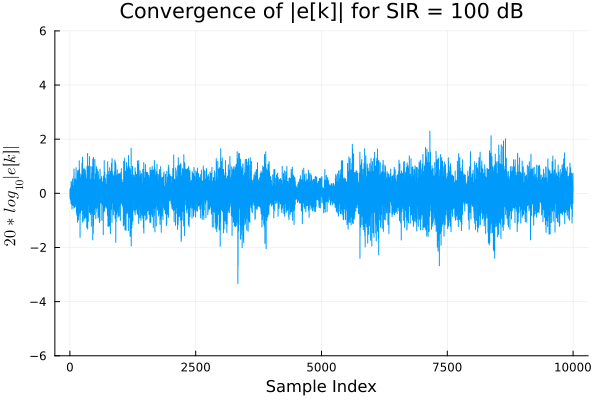 Convergence of |e[k]| for SIR = 100 dB
20 * log₁₀|e[k]|
6
4
2
0
−2
−4
−6
0 2500 5000 7500 10000
Sample Index